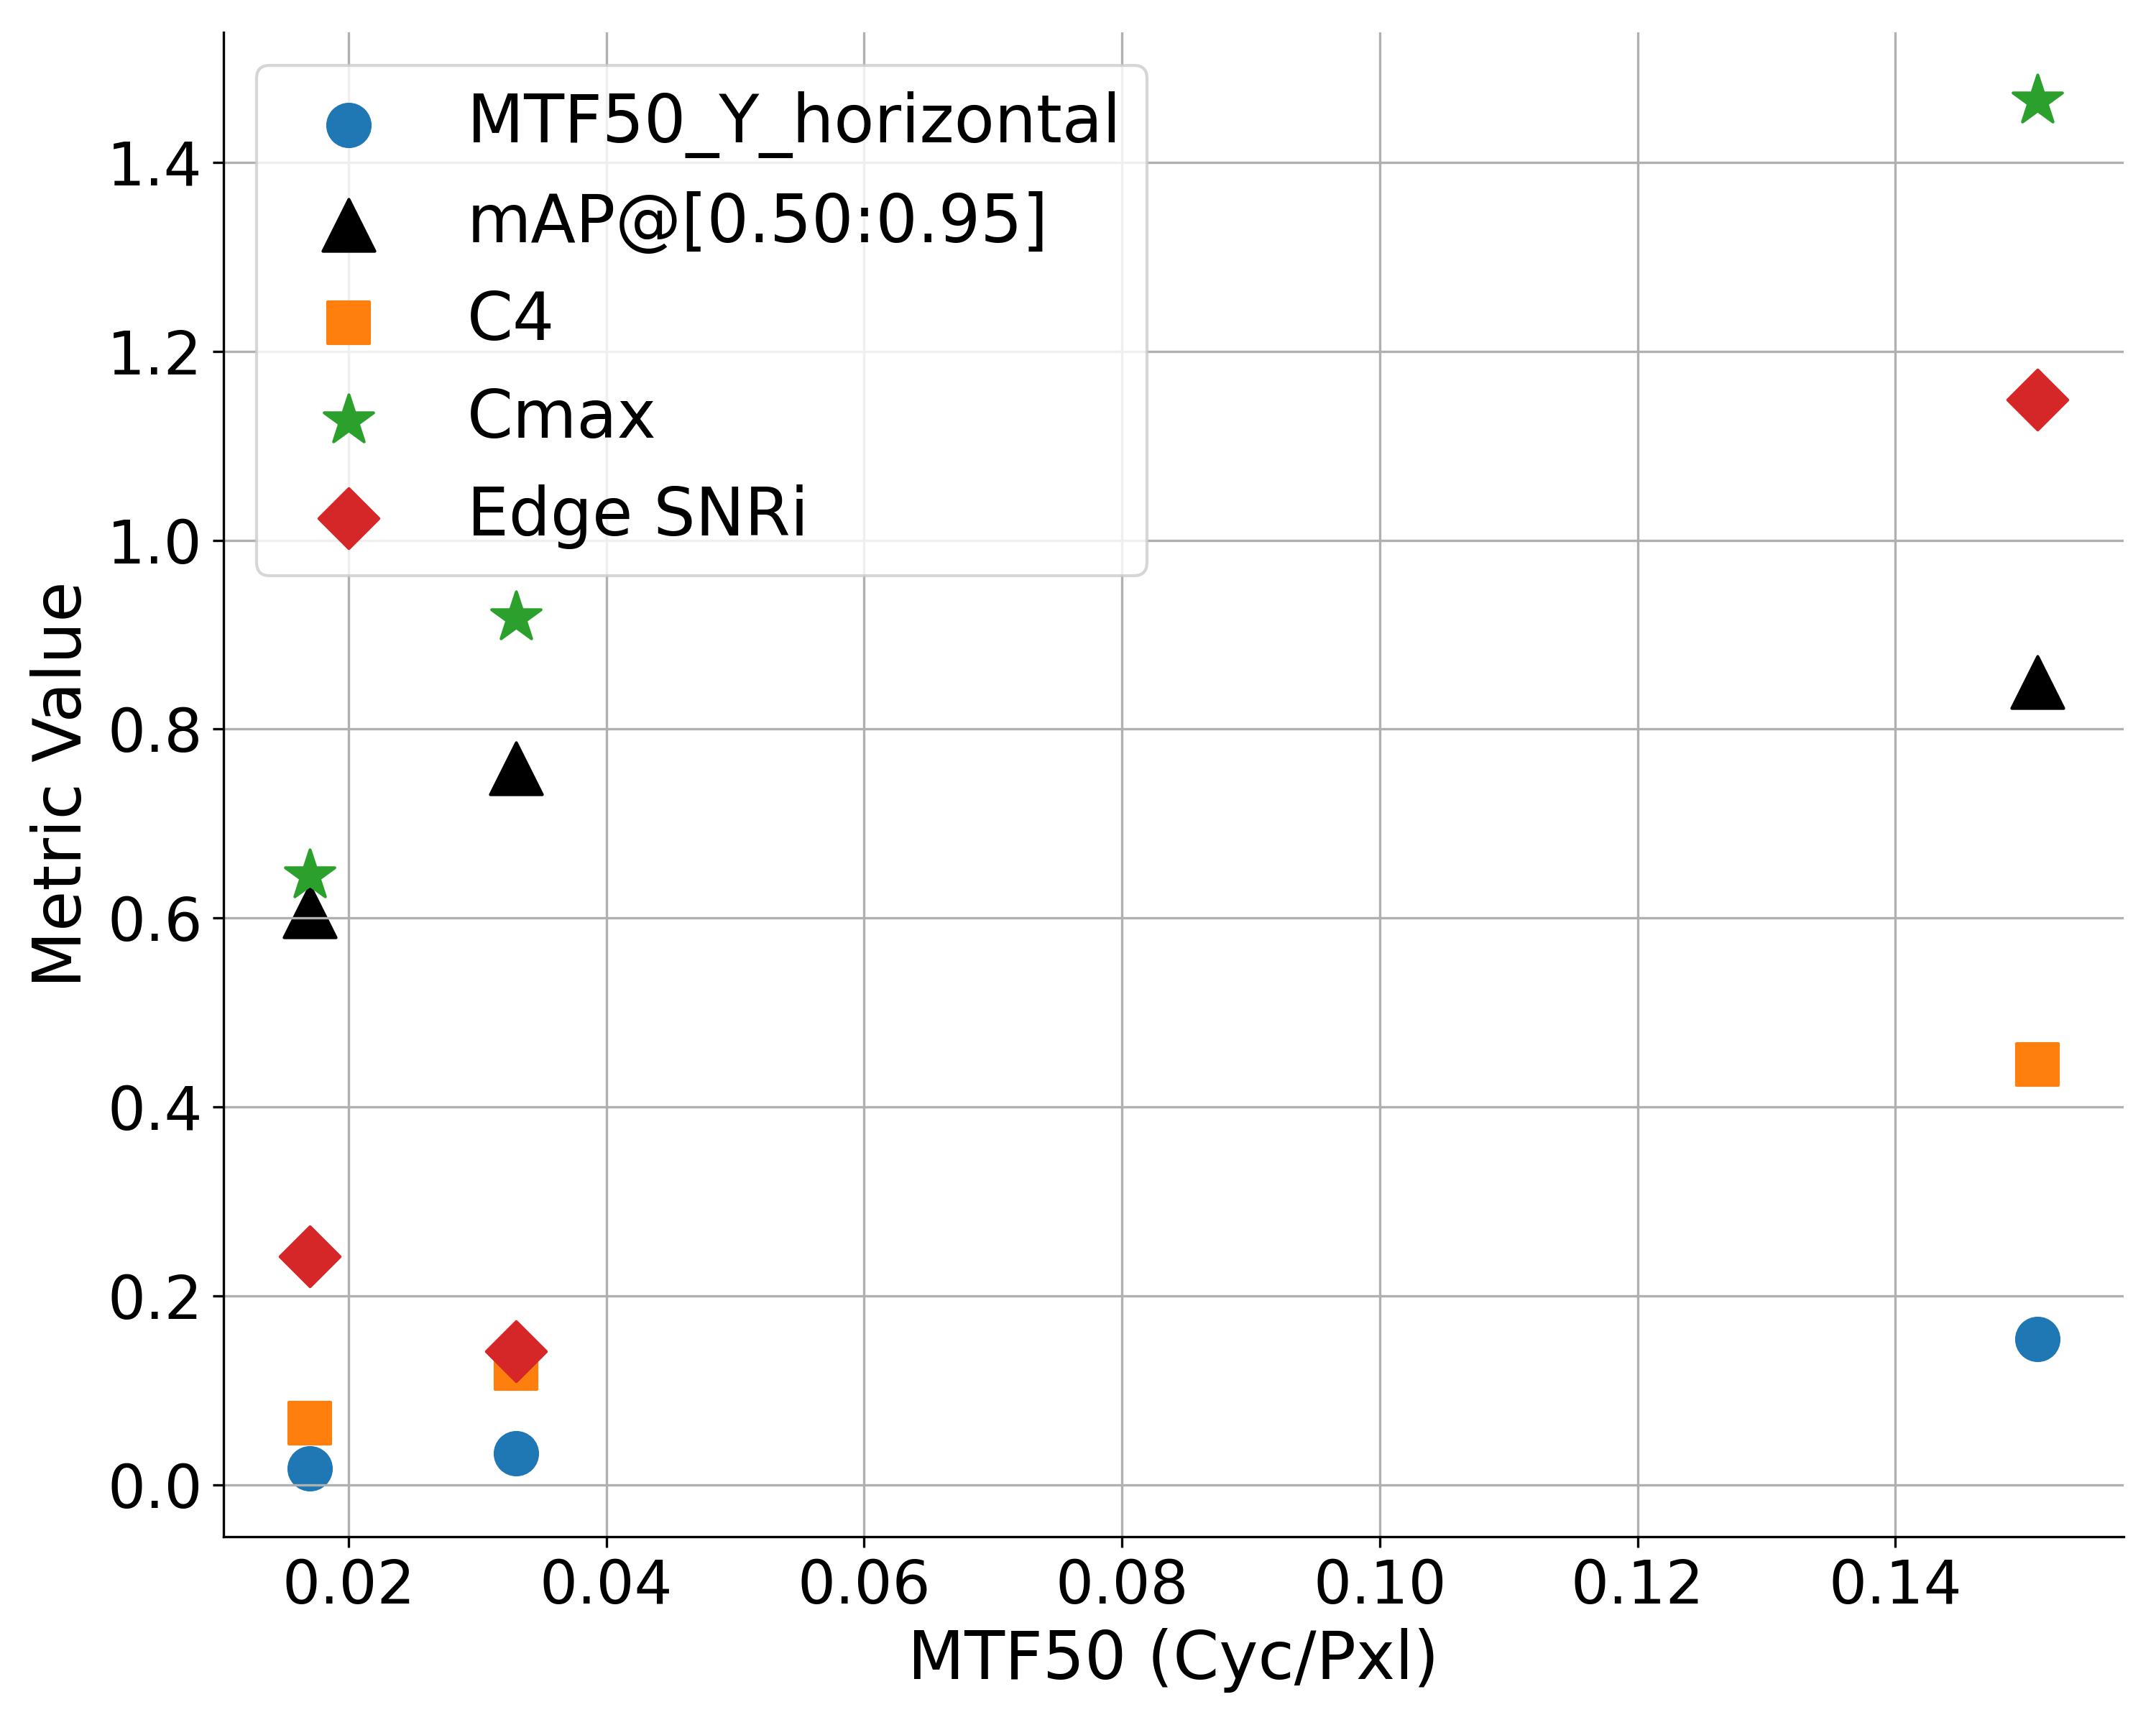 MTF50_Y_horizontal
mAP@[0.50:0.95]
C4
Cmax
Edge SNRi
1.4
1.2
1.0
0.8
0.6
0.4
0.2
0.0
Metric Value
0.02 0.04 0.06 0.08 0.10 0.12 0.14
MTF50 (Cyc/Pxl)